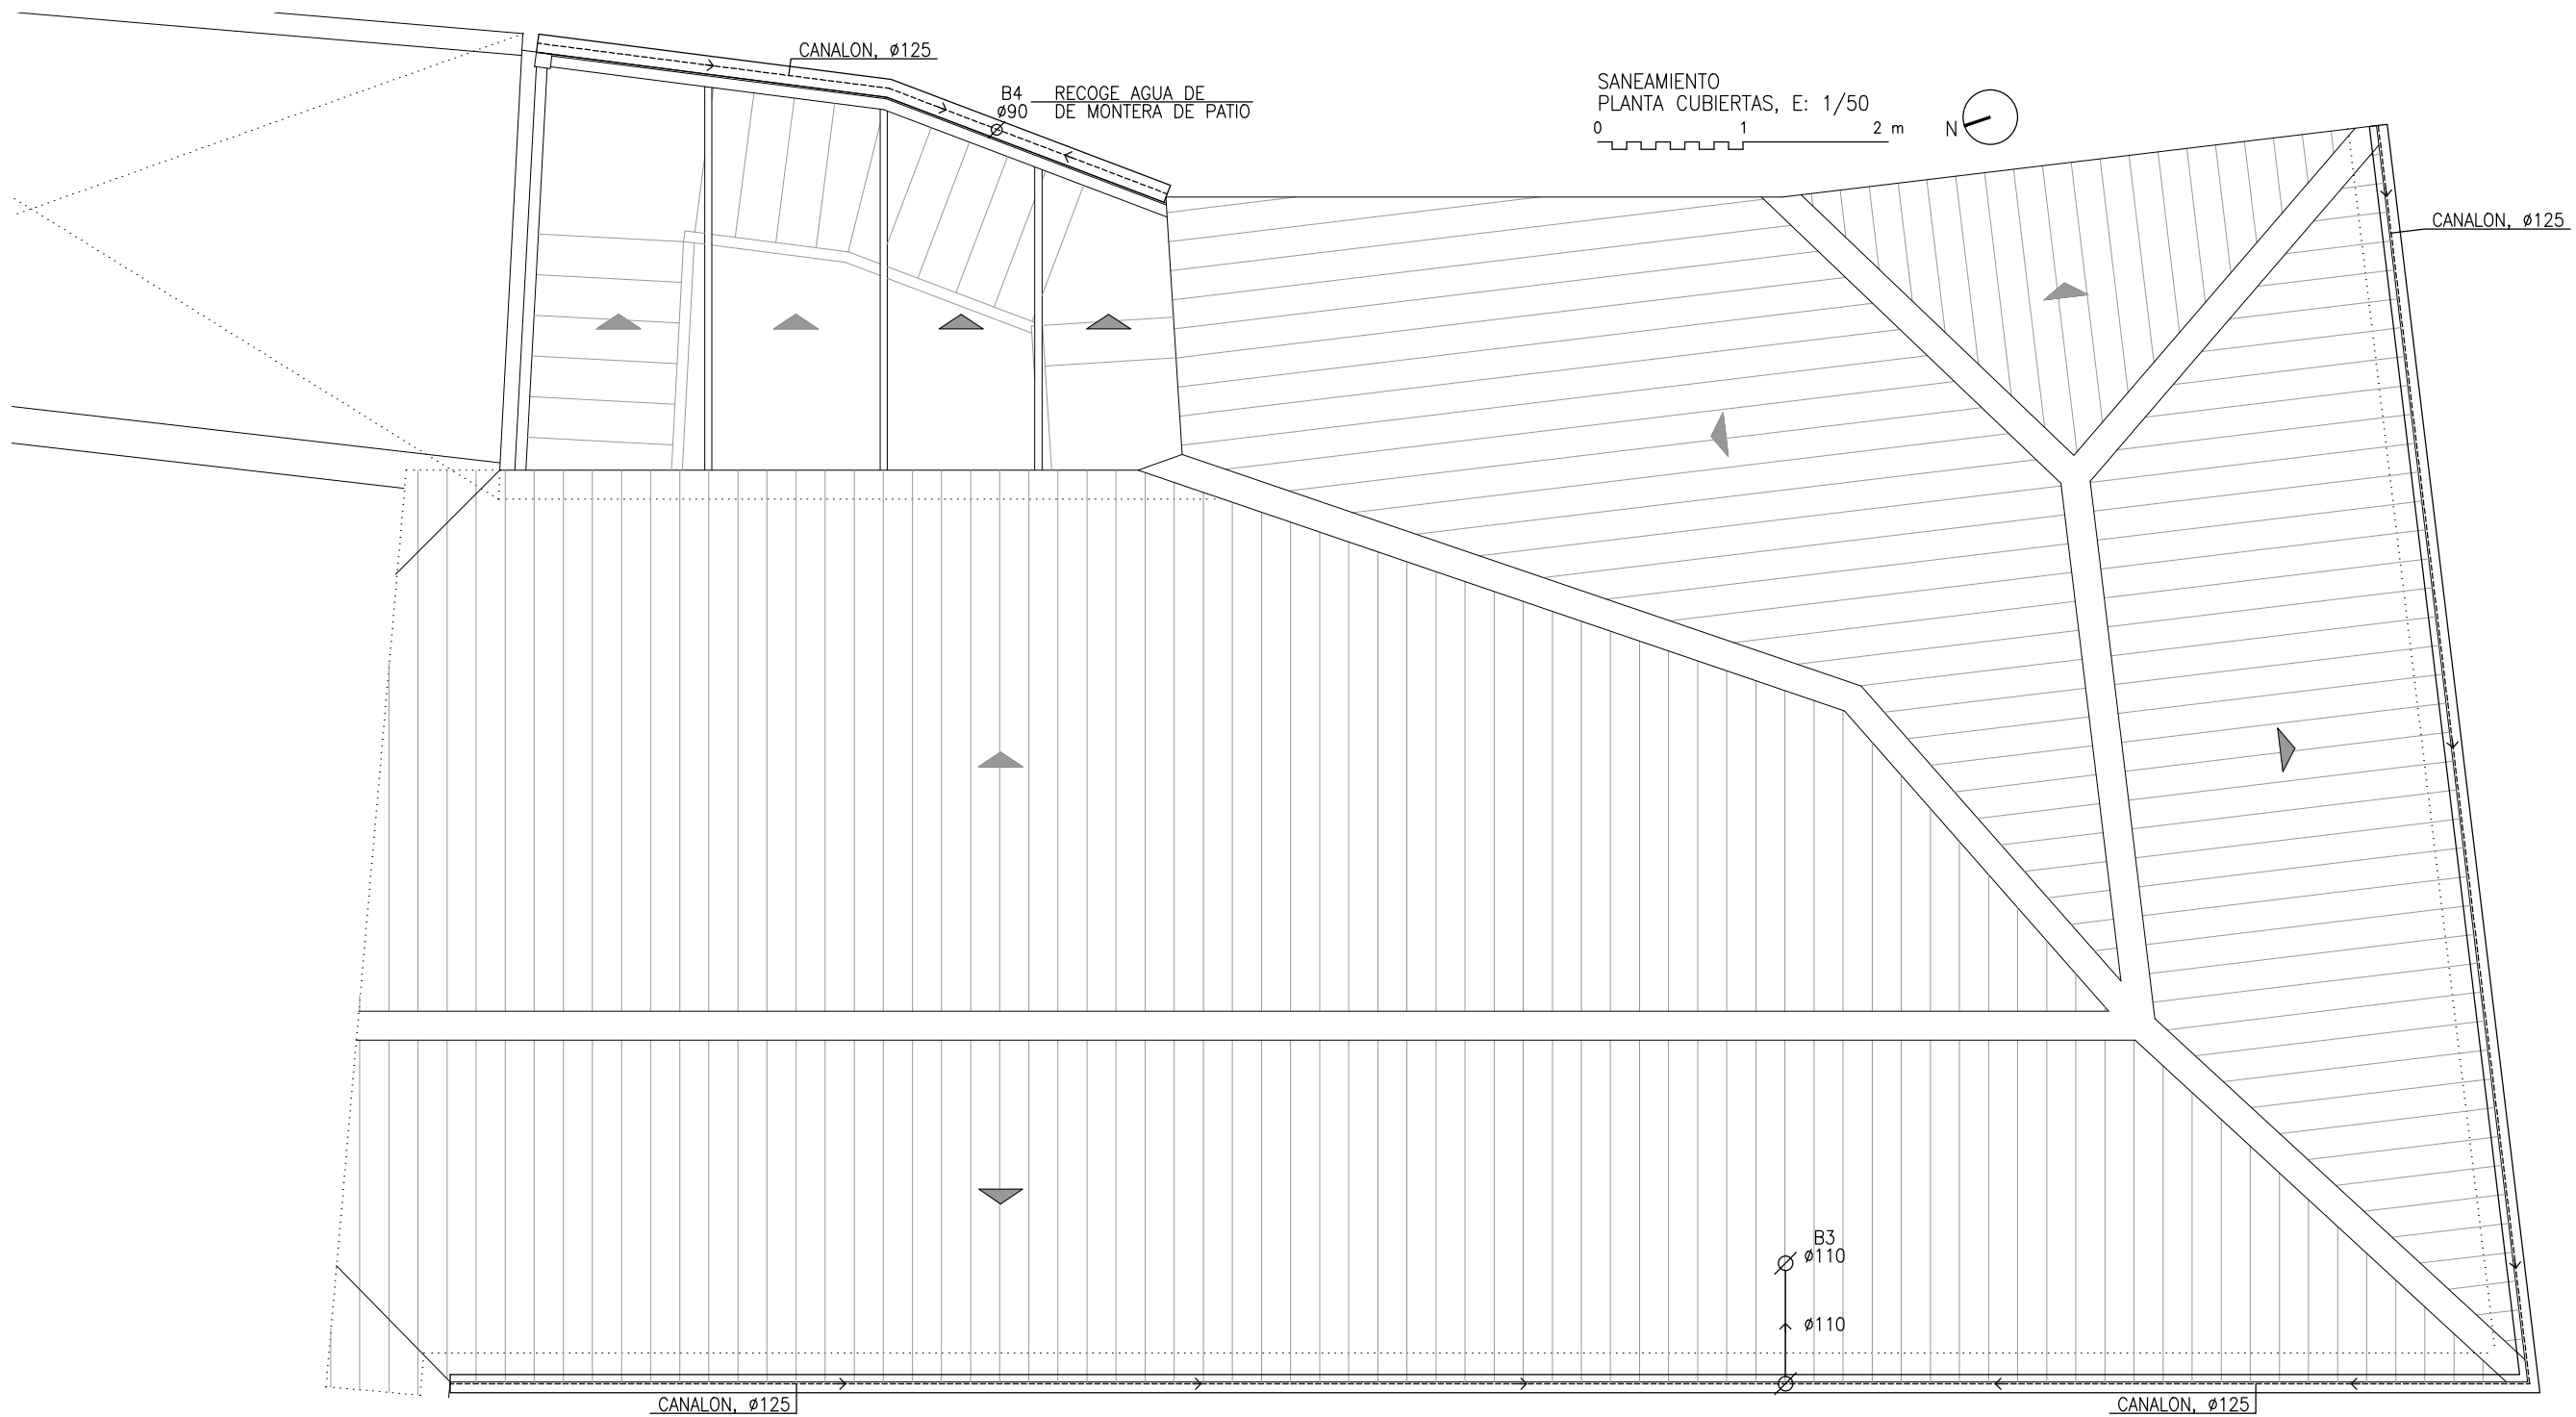 CANALON, ø125
B4 RECOGE AGUA DE
ø90 DE MONTERA DE PATIO
SANEAMIENTO
PLANTA CUBIERTAS, E: 1/50
0 1 2 m
N
CANALON, ø125
B3
ø110
ø110
CANALON, ø125
CANALON, ø125